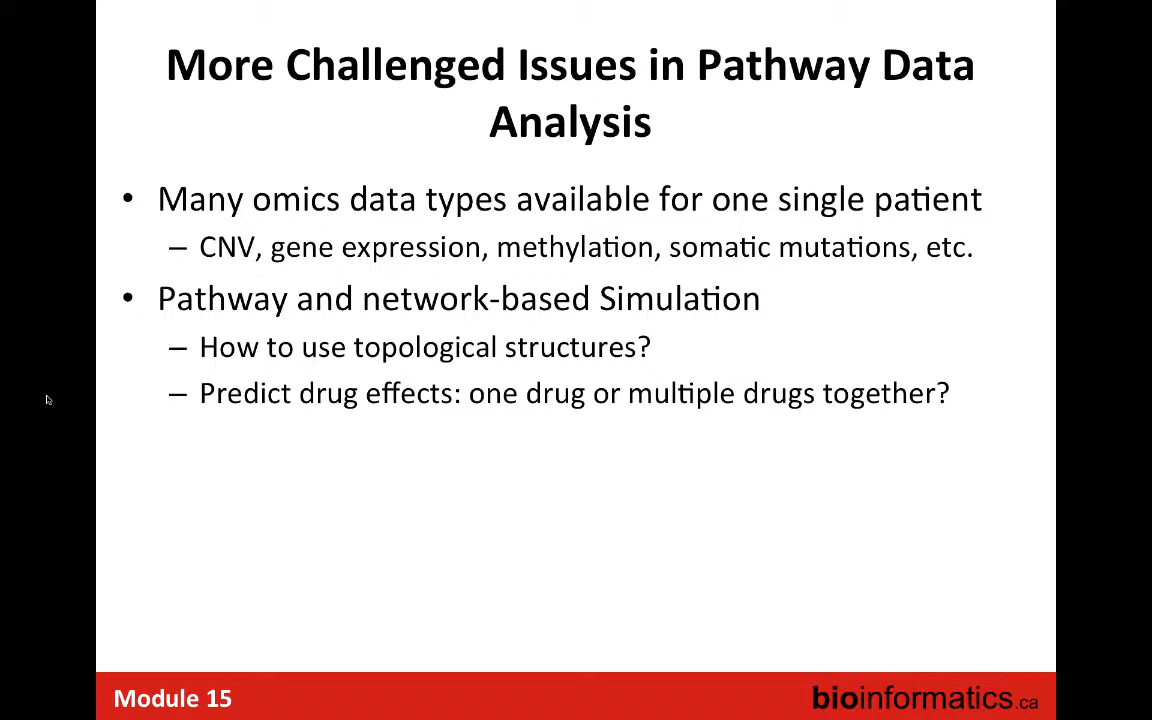 More Challenged Issues in Pathway Data
Analysis
• Many omics data types available for one single patient
– CNV, gene expression, methylation, somatic mutations, etc.
• Pathway and network-based Simulation
– How to use topological structures?
– Predict drug effects: one drug or multiple drugs together?
Module 15
bioinformatics.ca